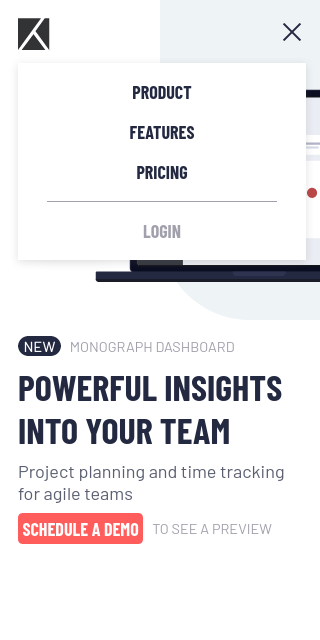 PRODUCT
FEATURES
PRICING
LOGIN
NEW MONOGRAPH DASHBOARD
POWERFUL INSIGHTS
INTO YOUR TEAM
Project planning and time tracking
for agile teams
SCHEDULE A DEMO TO SEE A PREVIEW